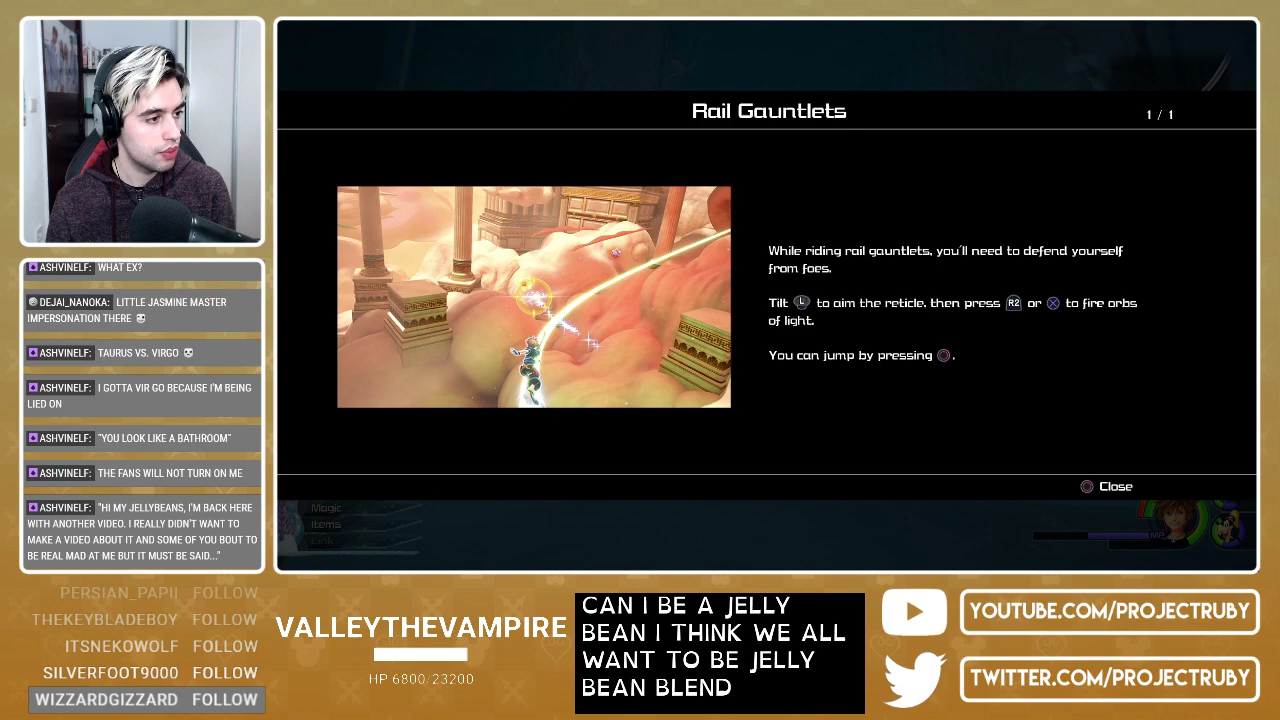 Rail Gauntlets
1 / 1
While riding rail gauntlets, you'll need to defend yourself
from foes.
Tilt L to aim the reticle, then press R2 or to fire orbs
of light.
You can jump by pressing .
Close
Magic
Items
Link
MP
ASHVINELF: WHAT EX?
DEJAI_NANOKA: LITTLE JASMINE MASTER
IMPERSONATION THERE 💀
ASHVINELF: TAURUS VS. VIRGO 💀
ASHVINELF: I GOTTA VIR GO BECAUSE I'M BEING
LIED ON
ASHVINELF: "YOU LOOK LIKE A BATHROOM"
ASHVINELF: THE FANS WILL NOT TURN ON ME
ASHVINELF: "HI MY JELLYBEANS, I'M BACK HERE
WITH ANOTHER VIDEO. I REALLY DIDN'T WANT TO
MAKE A VIDEO ABOUT IT AND SOME OF YOU BOUT TO
BE REAL MAD AT ME BUT IT MUST BE SAID..."
PERSIAN_PAPII FOLLOW
THEKEYBLADEBOY FOLLOW
ITSNEKOWOLF FOLLOW
SILVERFOOT9000 FOLLOW
WIZZARDGIZZARD FOLLOW
VALLEYTHEVAMPIRE
HP 6800/23200
CAN I BE A JELLY
BEAN I THINK WE ALL
WANT TO BE JELLY
BEAN BLEND
YOUTUBE.COM/PROJECTRUBY
TWITTER.COM/PROJECTRUBY